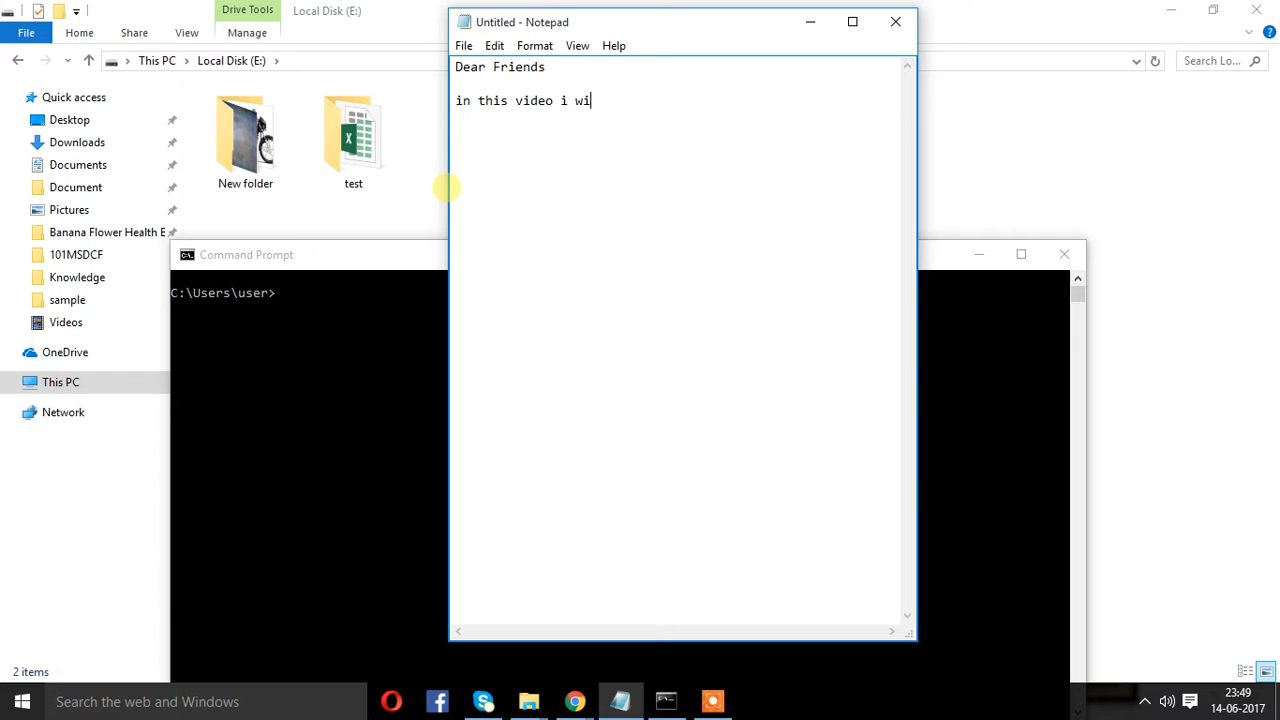 Drive Tools
Local Disk (E:)
File
Home
Share
View
Manage
This PC
Local Disk (E:)
Search Lo...
Quick access
Desktop
Downloads
Documents
Document
Pictures
Banana Flower Health B
101MSDCF
Knowledge
sample
Videos
OneDrive
This PC
Network
New folder
test
2 items
Untitled - Notepad
File
Edit
Format
View
Help
Dear Friends
in this video i wi
Command Prompt
C:\Users\user>
Search the web and Windows
23:49
14-06-2017